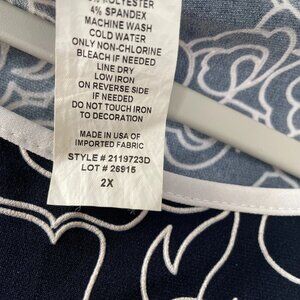 POLYESTER
4% SPANDEX
MACHINE WASH
COLD WATER
ONLY NON-CHLORINE
BLEACH IF NEEDED
LINE DRY
LOW IRON
ON REVERSE SIDE
IF NEEDED
DO NOT TOUCH IRON
TO DECORATION
MADE IN USA OF
IMPORTED FABRIC
STYLE # 2119723D
LOT # 26915
2X